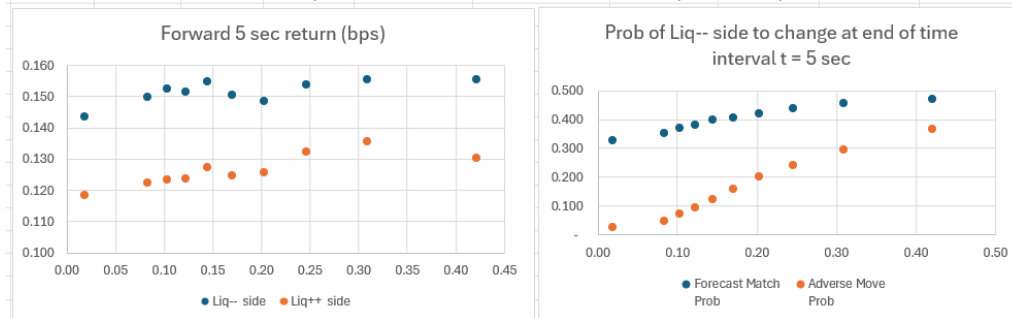 Forward 5 sec return (bps)
0.160
0.150
0.140
0.130
0.120
0.110
0.100
0.00 0.05 0.10 0.15 0.20 0.25 0.30 0.35 0.40 0.45
Liq-- side Liq++ side
Prob of Liq-- side to change at end of time
interval t = 5 sec
0.500
0.400
0.300
0.200
0.100
-
0.00 0.10 0.20 0.30 0.40 0.50
Forecast Match Adverse Move
Prob Prob